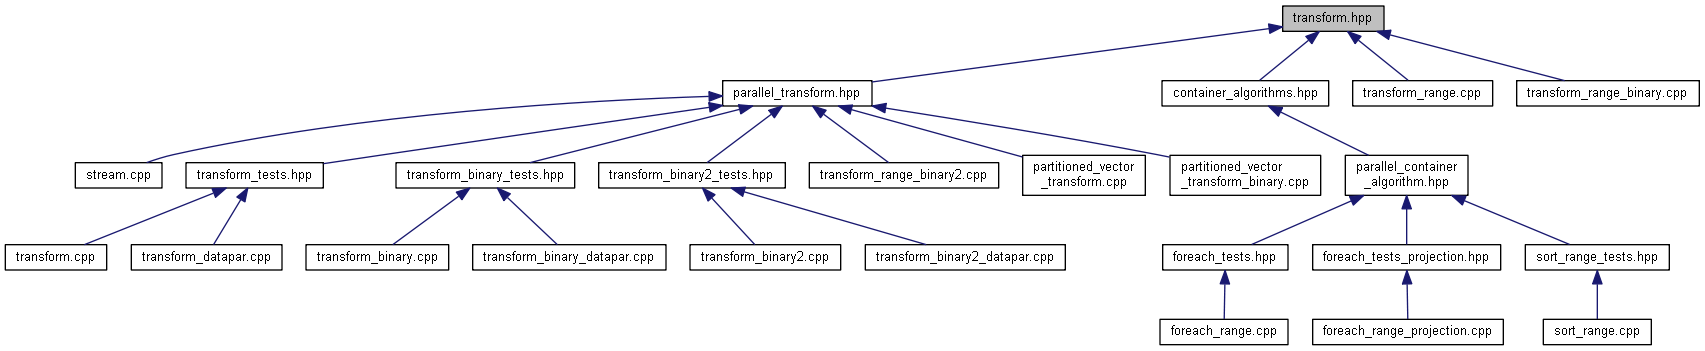 transform.hpp
parallel_transform.hpp
container_algorithms.hpp
transform_range.cpp
transform_range_binary.cpp
stream.cpp
transform_tests.hpp
transform_binary_tests.hpp
transform_binary2_tests.hpp
transform_range_binary2.cpp
partitioned_vector
_transform.cpp
partitioned_vector
_transform_binary.cpp
parallel_container
_algorithm.hpp
transform.cpp
transform_datapar.cpp
transform_binary.cpp
transform_binary_datapar.cpp
transform_binary2.cpp
transform_binary2_datapar.cpp
foreach_tests.hpp
foreach_tests_projection.hpp
sort_range_tests.hpp
foreach_range.cpp
foreach_range_projection.cpp
sort_range.cpp